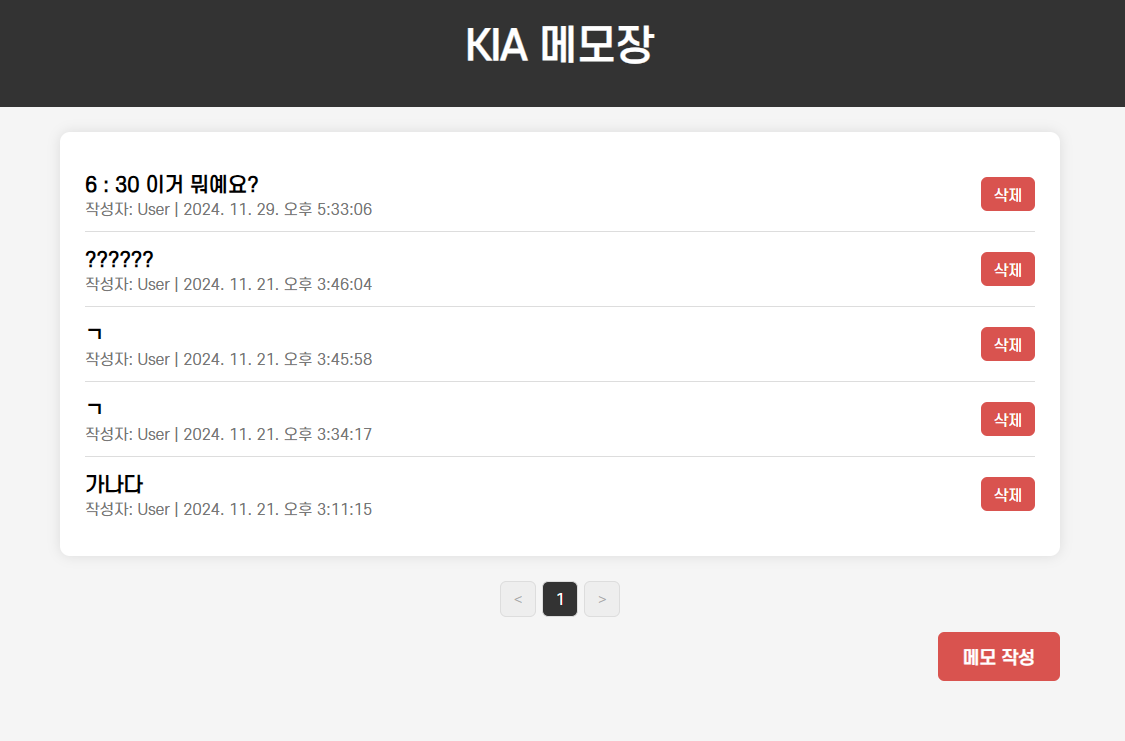 KIA 메모장
6 : 30 이거 뭐예요?
삭제
작성자: User | 2024. 11. 29. 오후 5:33:06
??????
삭제
작성자: User | 2024. 11. 21. 오후 3:46:04
ㄱ
삭제
작성자: User | 2024. 11. 21. 오후 3:45:58
ㄱ
삭제
작성자: User | 2024. 11. 21. 오후 3:34:17
가나다
삭제
작성자: User | 2024. 11. 21. 오후 3:11:15
< 1 >
메모 작성